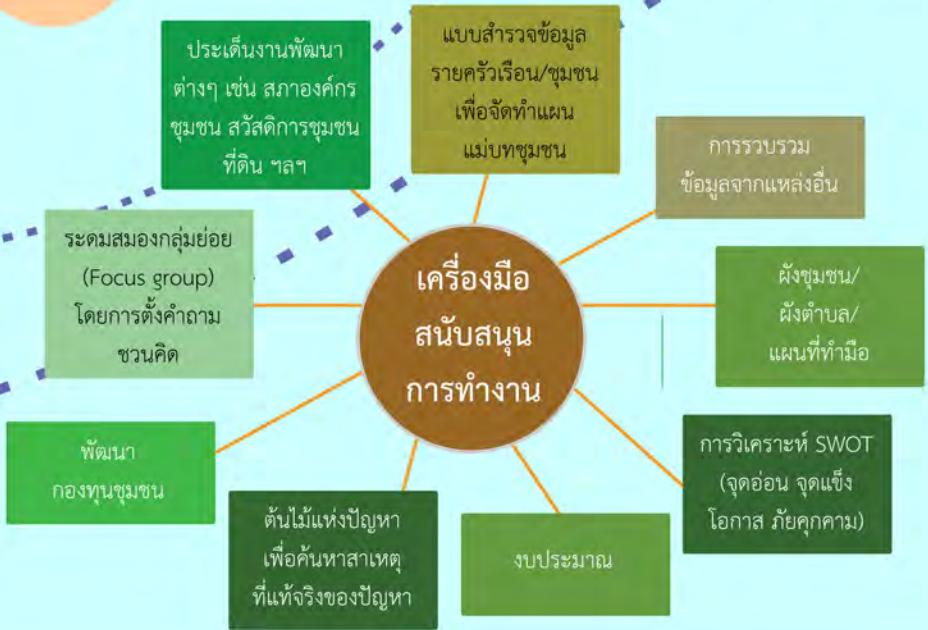 ประเด็นงานพัฒนา
ต่างๆ เช่น สภาองค์กร
ชุมชน สวัสดิการชุมชน
ที่ดิน ฯลฯ
แบบสำรวจข้อมูล
รายครัวเรือน/ชุมชน
เพื่อจัดทำแผน
แม่บทชุมชน
การรวบรวม
ข้อมูลจากแหล่งอื่น
ระดมสมองกลุ่มย่อย
(Focus group)
โดยการตั้งคำถาม
ชวนคิด
เครื่องมือ
สนับสนุน
การทำงาน
ผังชุมชน/
ผังตำบล/
แผนที่ทำมือ
พัฒนา
กองทุนชุมชน
ต้นไม้แห่งปัญหา
เพื่อค้นหาสาเหตุ
ที่แท้จริงของปัญหา
งบประมาณ
การวิเคราะห์ SWOT
(จุดอ่อน จุดแข็ง
โอกาส ภัยคุกคาม)